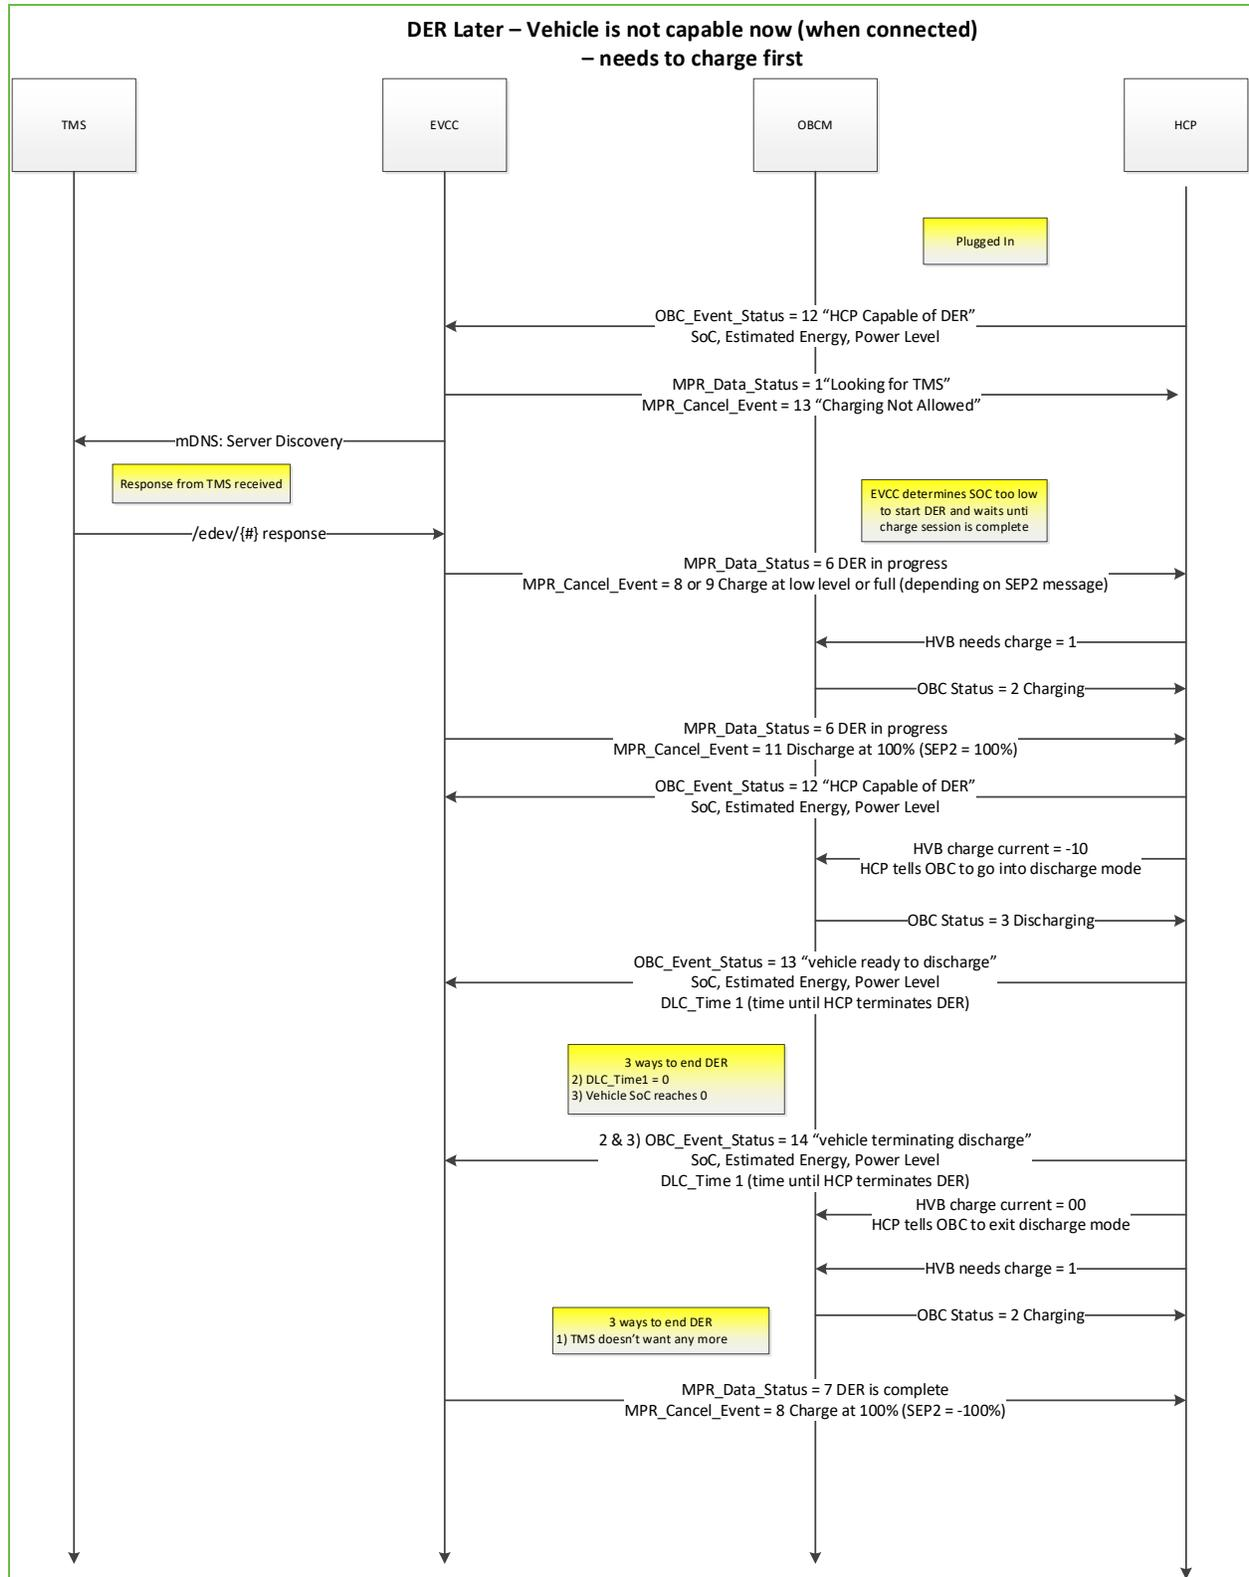 DER Later – Vehicle is not capable now (when connected)
– needs to charge first
TMS
EVCC
OBCM
HCP
Plugged In
OBC_Event_Status = 12 “HCP Capable of DER”
SoC, Estimated Energy, Power Level
MPR_Data_Status = 1“Looking for TMS”
MPR_Cancel_Event = 13 “Charging Not Allowed”
mDNS: Server Discovery
Response from TMS received
EVCC determines SOC too low
to start DER and waits unti
charge session is complete
/edev/{#} response
MPR_Data_Status = 6 DER in progress
MPR_Cancel_Event = 8 or 9 Charge at low level or full (depending on SEP2 message)
HVB needs charge = 1
OBC Status = 2 Charging
MPR_Data_Status = 6 DER in progress
MPR_Cancel_Event = 11 Discharge at 100% (SEP2 = 100%)
OBC_Event_Status = 12 “HCP Capable of DER”
SoC, Estimated Energy, Power Level
HVB charge current = -10
HCP tells OBC to go into discharge mode
OBC Status = 3 Discharging
OBC_Event_Status = 13 “vehicle ready to discharge”
SoC, Estimated Energy, Power Level
DLC_Time 1 (time until HCP terminates DER)
3 ways to end DER
2) DLC_Time1 = 0
3) Vehicle SoC reaches 0
2 & 3) OBC_Event_Status = 14 “vehicle terminating discharge”
SoC, Estimated Energy, Power Level
DLC_Time 1 (time until HCP terminates DER)
HVB charge current = 00
HCP tells OBC to exit discharge mode
HVB needs charge = 1
OBC Status = 2 Charging
3 ways to end DER
1) TMS doesn’t want any more
MPR_Data_Status = 7 DER is complete
MPR_Cancel_Event = 8 Charge at 100% (SEP2 = -100%)